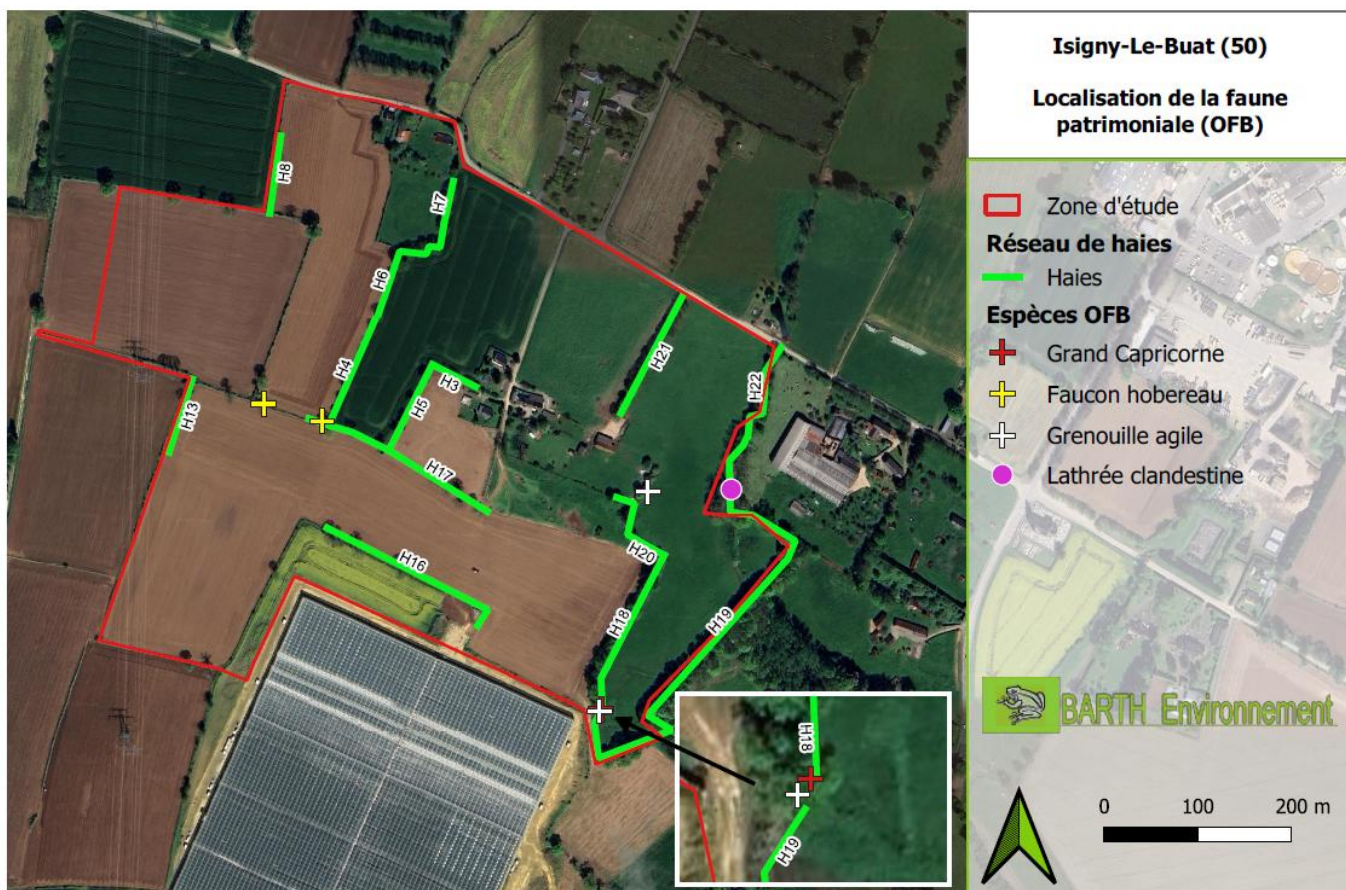 Isigny-Le-Buat (50)
Localisation de la faune
patrimoniale (OFB)
Zone d'étude
Réseau de haies
Haies
Espèces OFB
Grand Capricorne
Faucon hobereau
Grenouille agile
Lathrée clandestine
BARTH Environnement
0 100 200 m
H8
H7
H6
H4
H3
H5
H13
H17
H16
H21
H22
H20
H18
H19
H18
H19